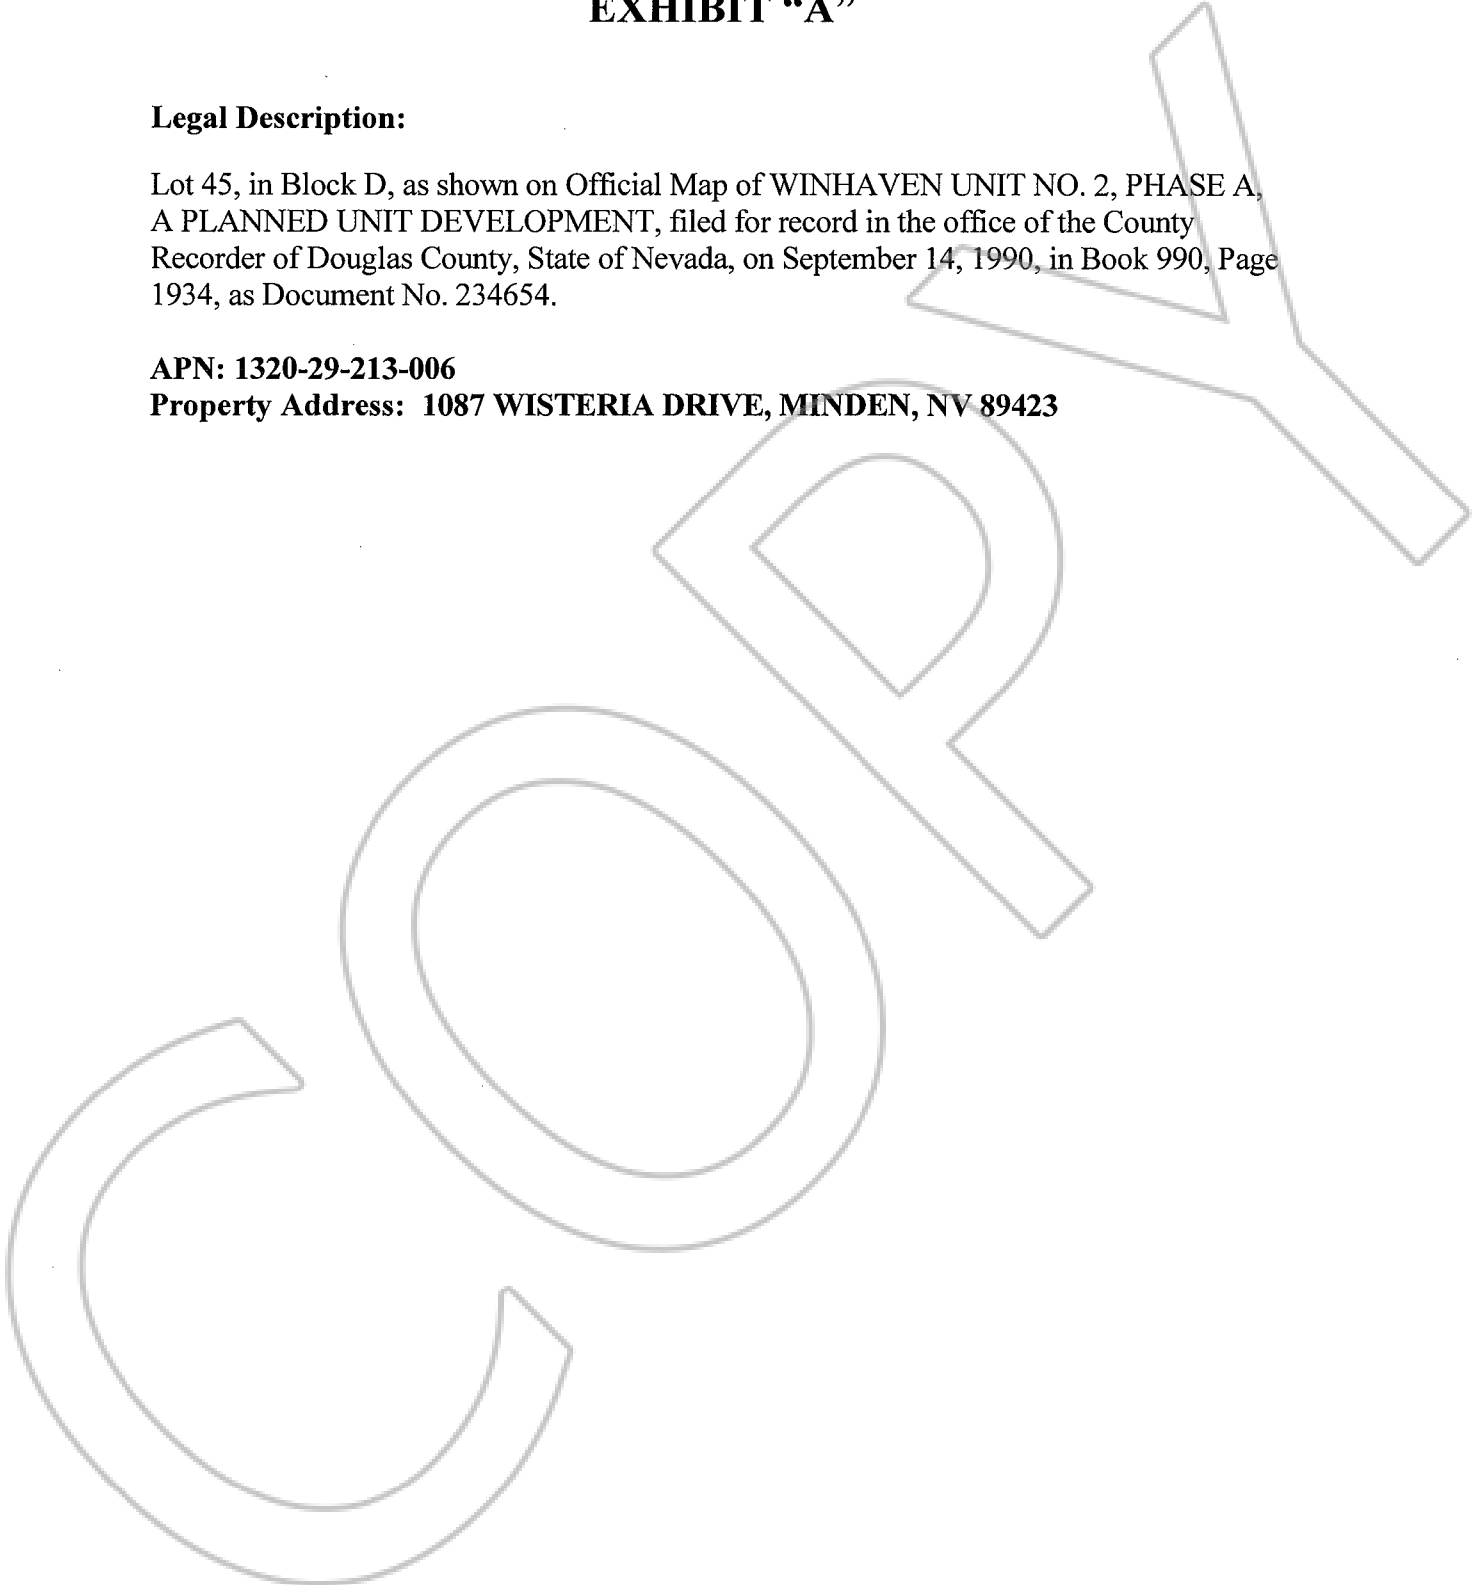 EXHIBIT “A”
Legal Description:
Lot 45, in Block D, as shown on Official Map of WINHAVEN UNIT NO. 2, PHASE A,
A PLANNED UNIT DEVELOPMENT, filed for record in the office of the County
Recorder of Douglas County, State of Nevada, on September 14, 1990, in Book 990, Page
1934, as Document No. 234654.
APN: 1320-29-213-006
Property Address: 1087 WISTERIA DRIVE, MINDEN, NV 89423
COPY